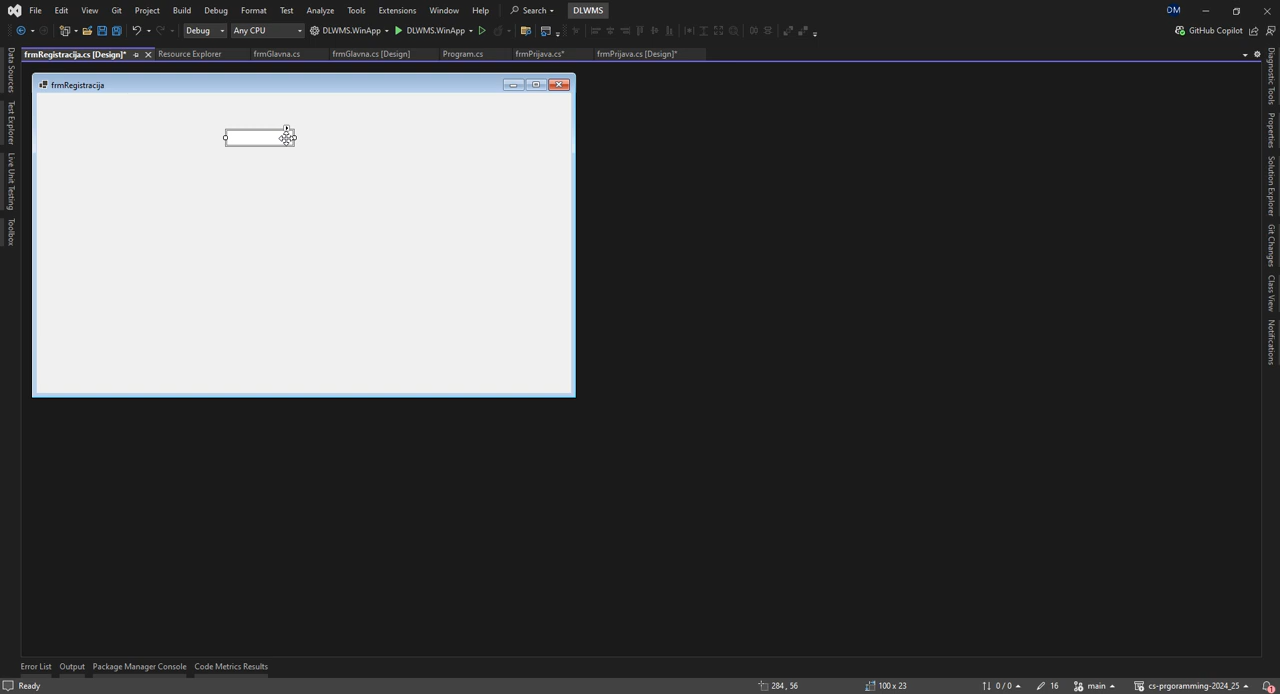 File Edit View Git Project Build Debug Format Test Analyze Tools Extensions Window Help Search DLWMS DM
Debug Any CPU DLWMS.WinApp DLWMS.WinApp GitHub Copilot
frmRegistracija.cs [Design]* Resource Explorer frmGlavna.cs frmGlavna.cs [Design] Program.cs frmPrijava.cs* frmPrijava.cs [Design]*
Data Sources
Test Explorer
Live Unit Testing
Toolbox
frmRegistracija
Diagnostic Tools
Properties
Solution Explorer
Git Changes
Class View
Notifications
Error List Output Package Manager Console Code Metrics Results
Ready 284, 56 100 x 23 0 / 0 16 main cs-prgoramming-2024_25 1